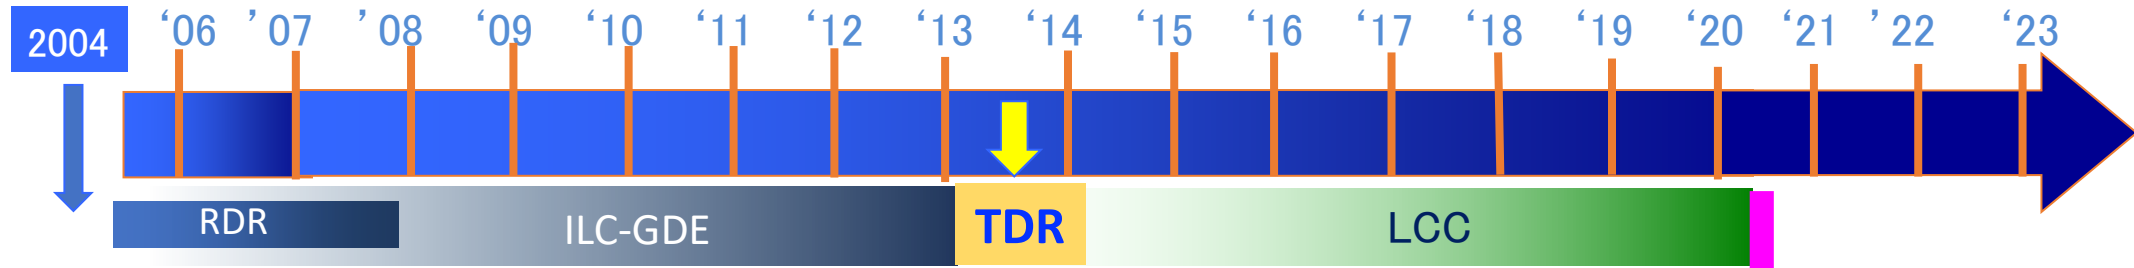 2004 ‘06 ’07 ’08 ‘09 ‘10 ‘11 ‘12 ‘13 ‘14 ‘15 ‘16 ‘17 ‘18 ‘19 ‘20 ‘21 ’22 ‘23
RDR ILC-GDE TDR LCC